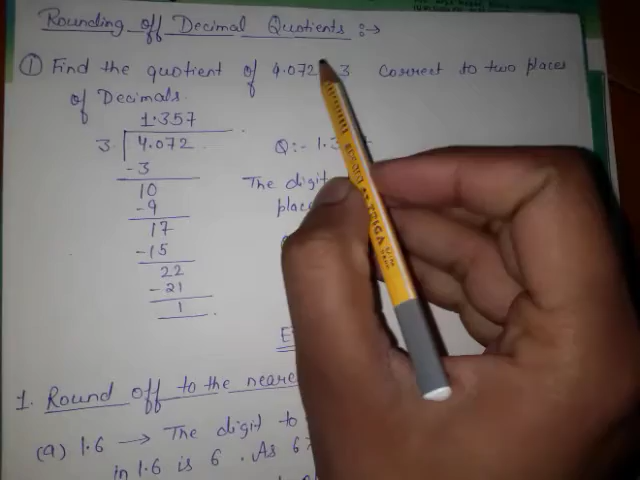 Rounding off Decimal Quotients :→
① Find the quotient of 4.072 3 correct to two places
of Decimals.
1.357
3 4.072 Q:- 1.3
-3
10 The digit
-9 place
17
-15
22
-21
1
1. Round off to the neare
(a) 1.6 → The digit to
in 1.6 is 6. As 6